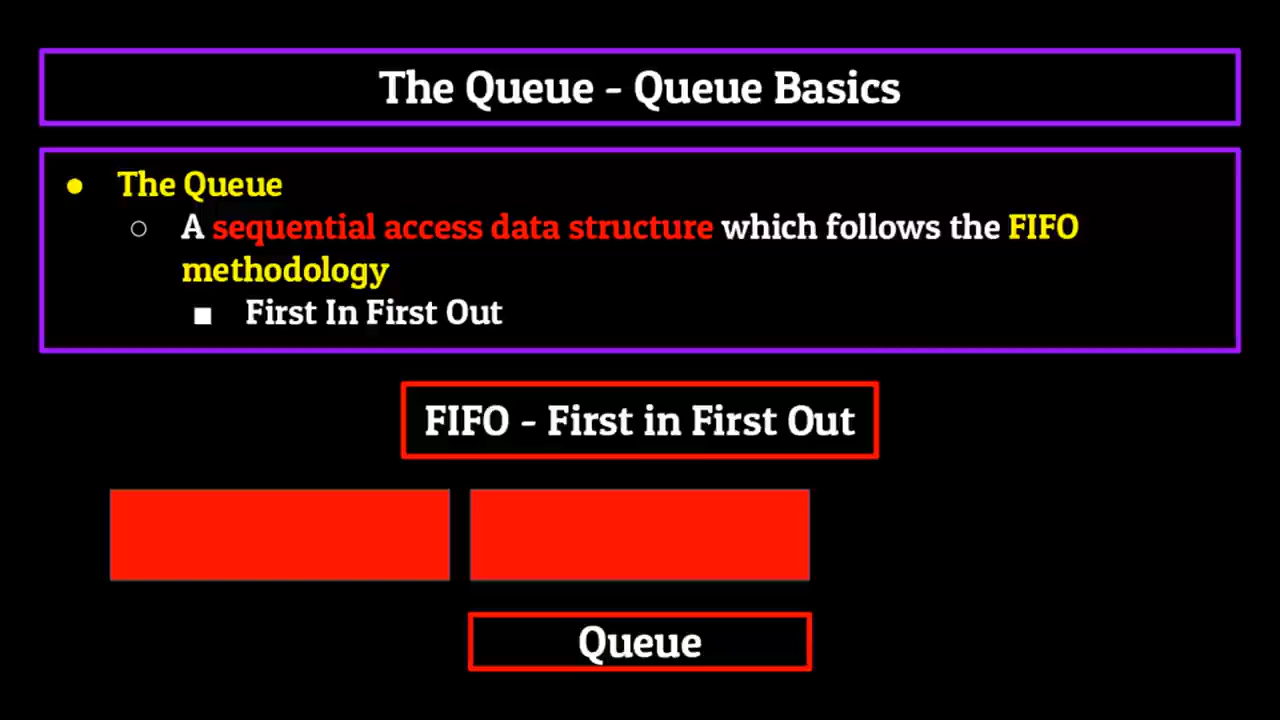 The Queue - Queue Basics
● The Queue
○ A sequential access data structure which follows the FIFO
methodology
■ First In First Out
FIFO - First in First Out
Queue